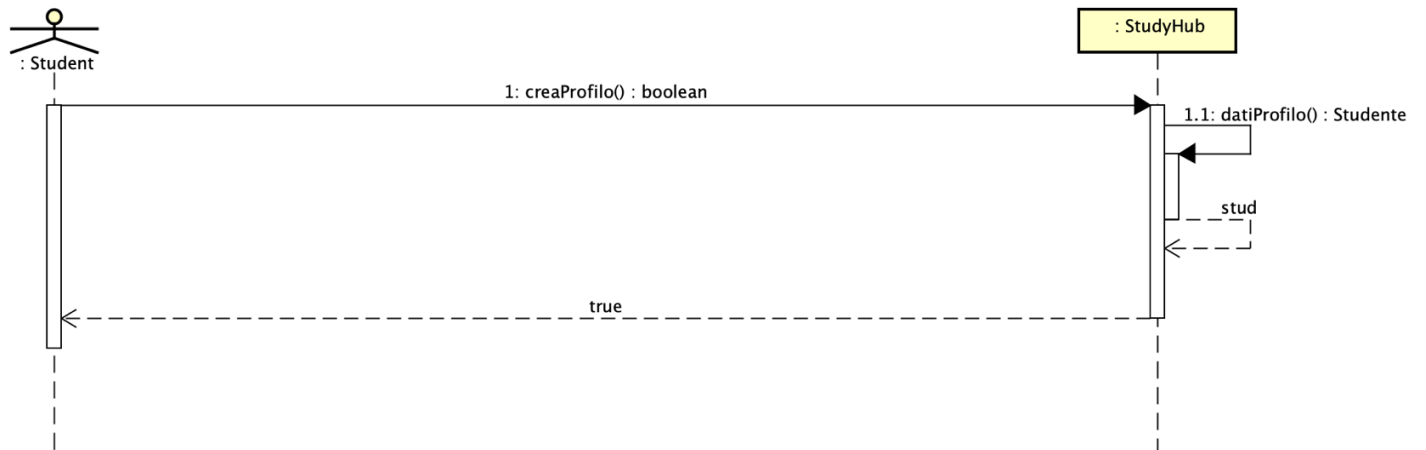 : Student
: StudyHub
1: creaProfilo() : boolean
1.1: datiProfilo() : Studente
stud
true